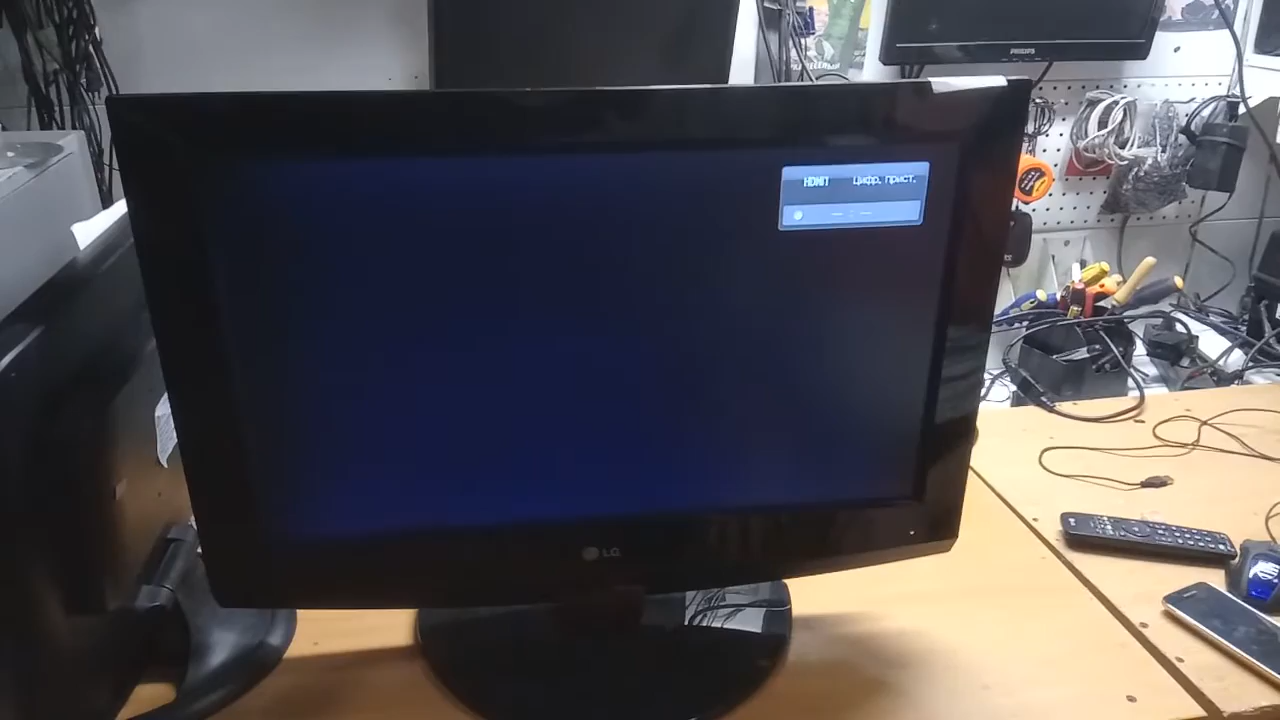 PHILIPS
HDMI1 Цифр. прист.
-- : --
LG